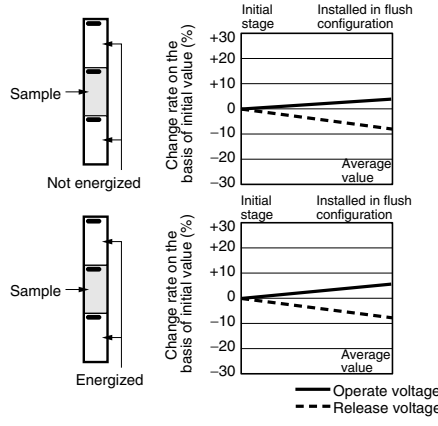 Initial stage
Installed in flush configuration
Change rate on the basis of initial value (%)
+30
+20
+10
0
−10
−20
−30
Average value
Sample
Not energized
Initial stage
Installed in flush configuration
Change rate on the basis of initial value (%)
+30
+20
+10
0
−10
−20
−30
Average value
Sample
Energized
Operate voltage
Release voltage